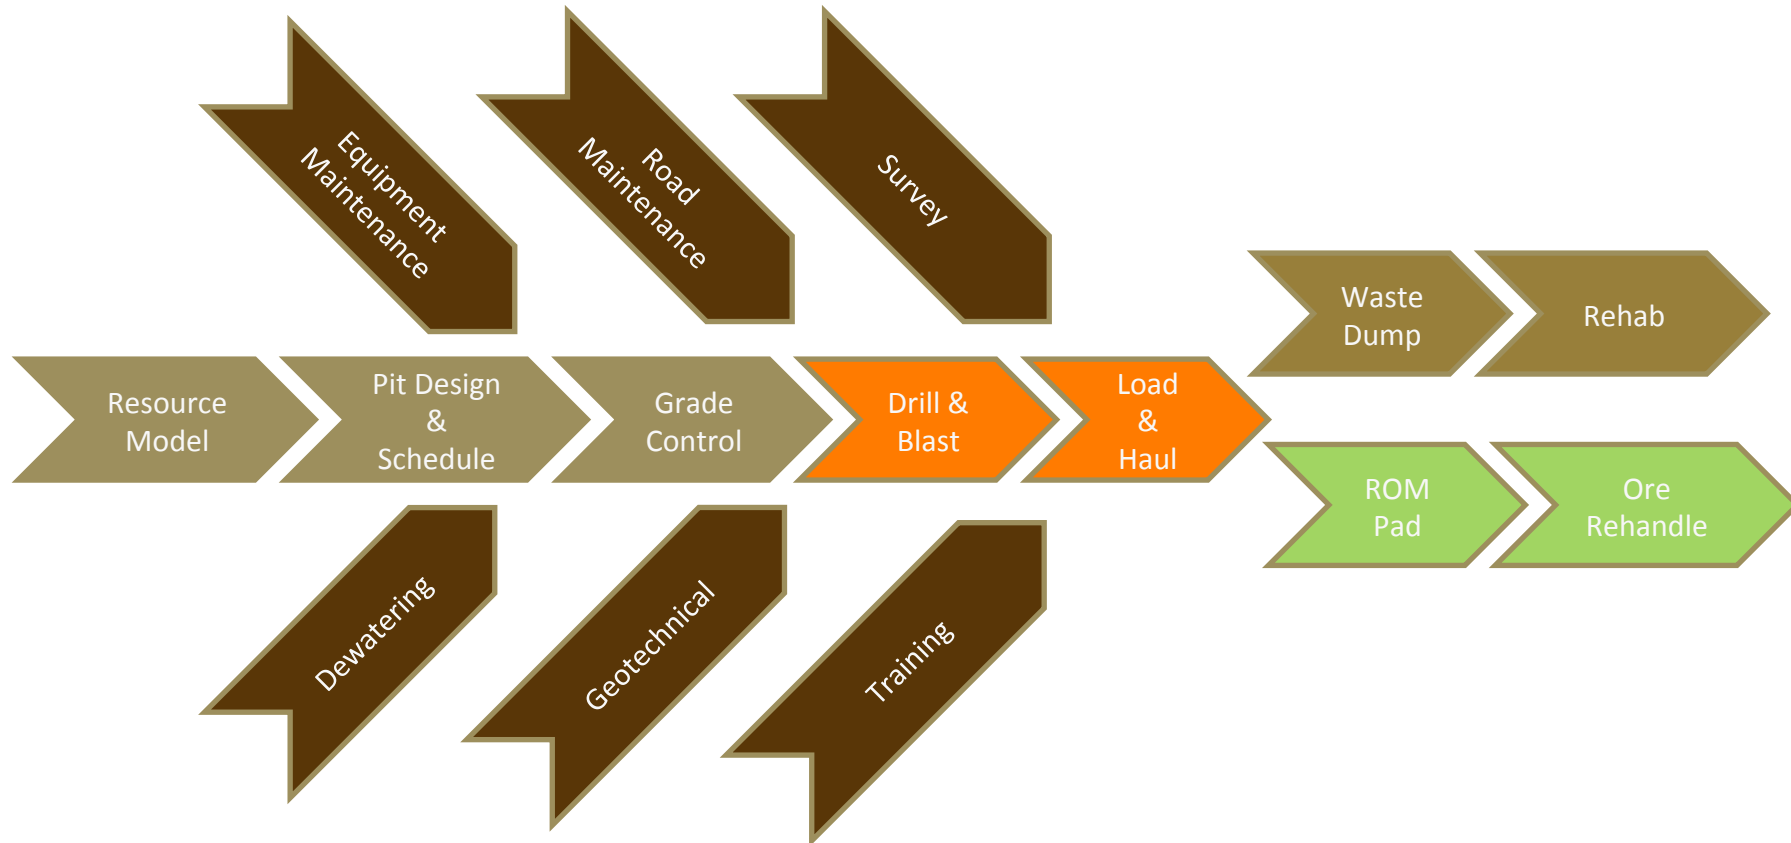 Equipment
Maintenance
Road
Maintenance
Survey
Resource
Model
Pit Design
&
Schedule
Grade
Control
Drill &
Blast
Load
&
Haul
Waste
Dump
Rehab
ROM
Pad
Ore
Rehandle
Dewatering
Geotechnical
Training